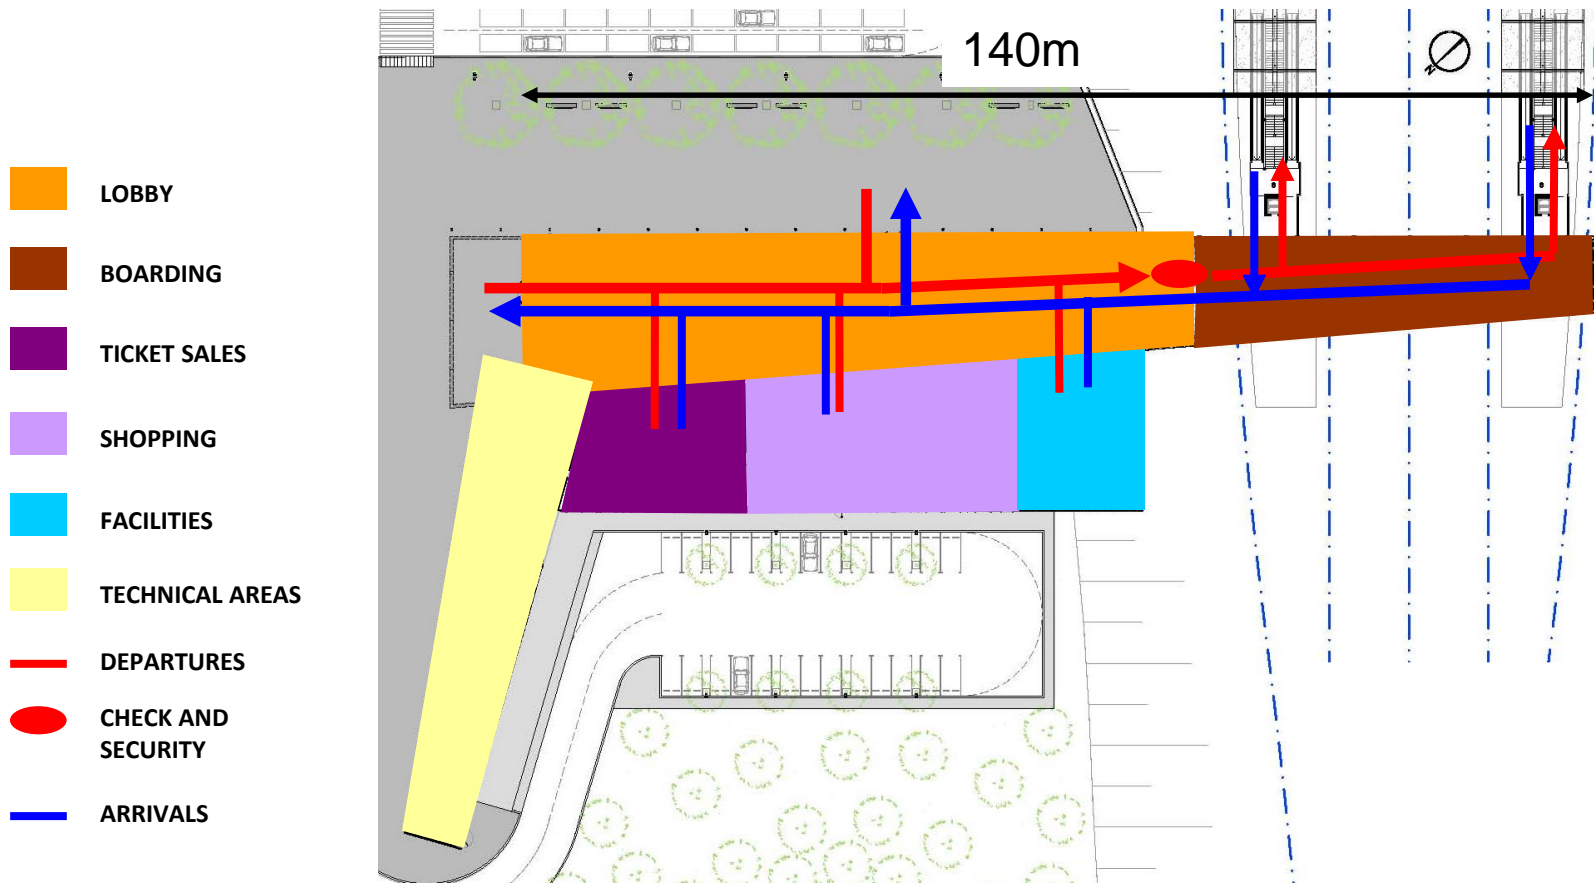 140m
LOBBY
BOARDING
TICKET SALES
SHOPPING
FACILITIES
TECHNICAL AREAS
DEPARTURES
CHECK AND
SECURITY
ARRIVALS
N